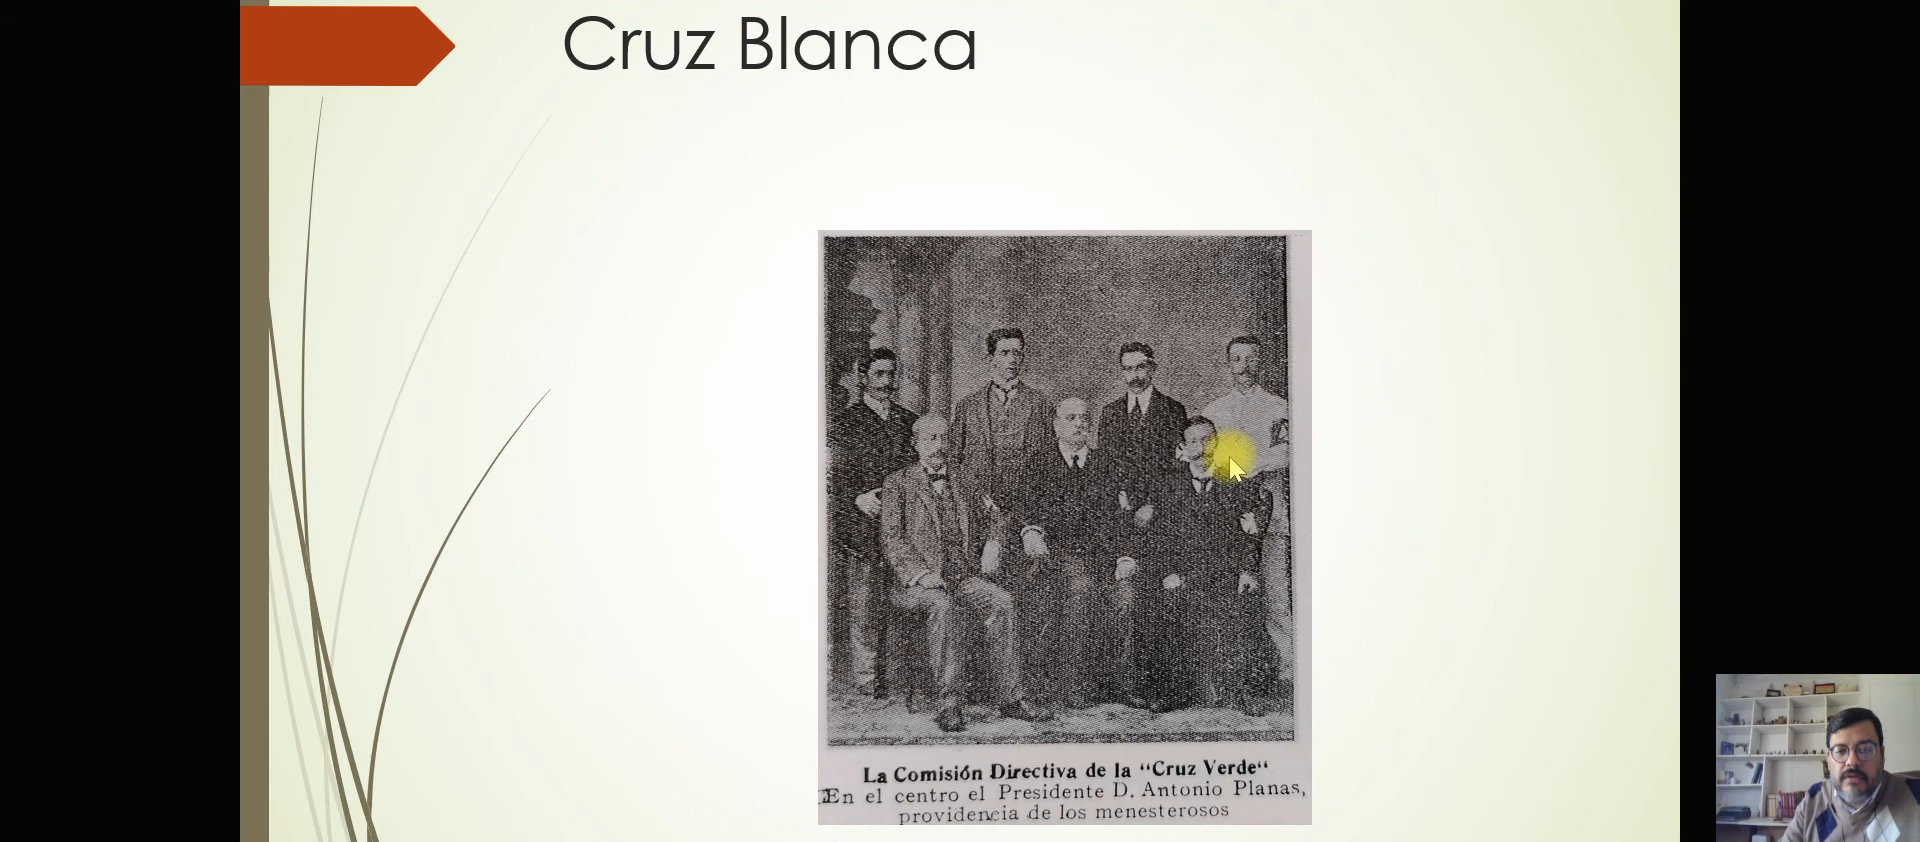 Cruz Blanca
La Comisión Directiva de la “Cruz Verde“
En el centro el Presidente D. Antonio Planas,
providencia de los menesterosos